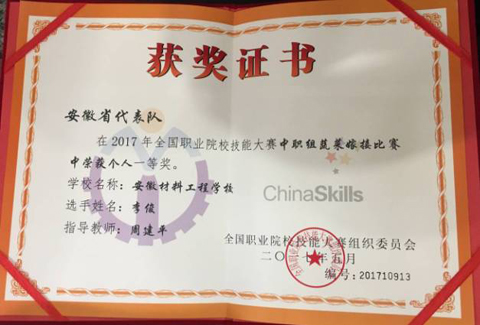 获奖证书
安徽省代表队
在2017年全国职业院校技能大赛中职组蔬菜嫁接比赛
中荣获个人一等奖。
学校名称：安徽材料工程学校
ChinaSkills
选手姓名：李俊
指导教师：周建平
全国职业院校技能大赛组织委员会
二〇一七年五月
编号：201710913